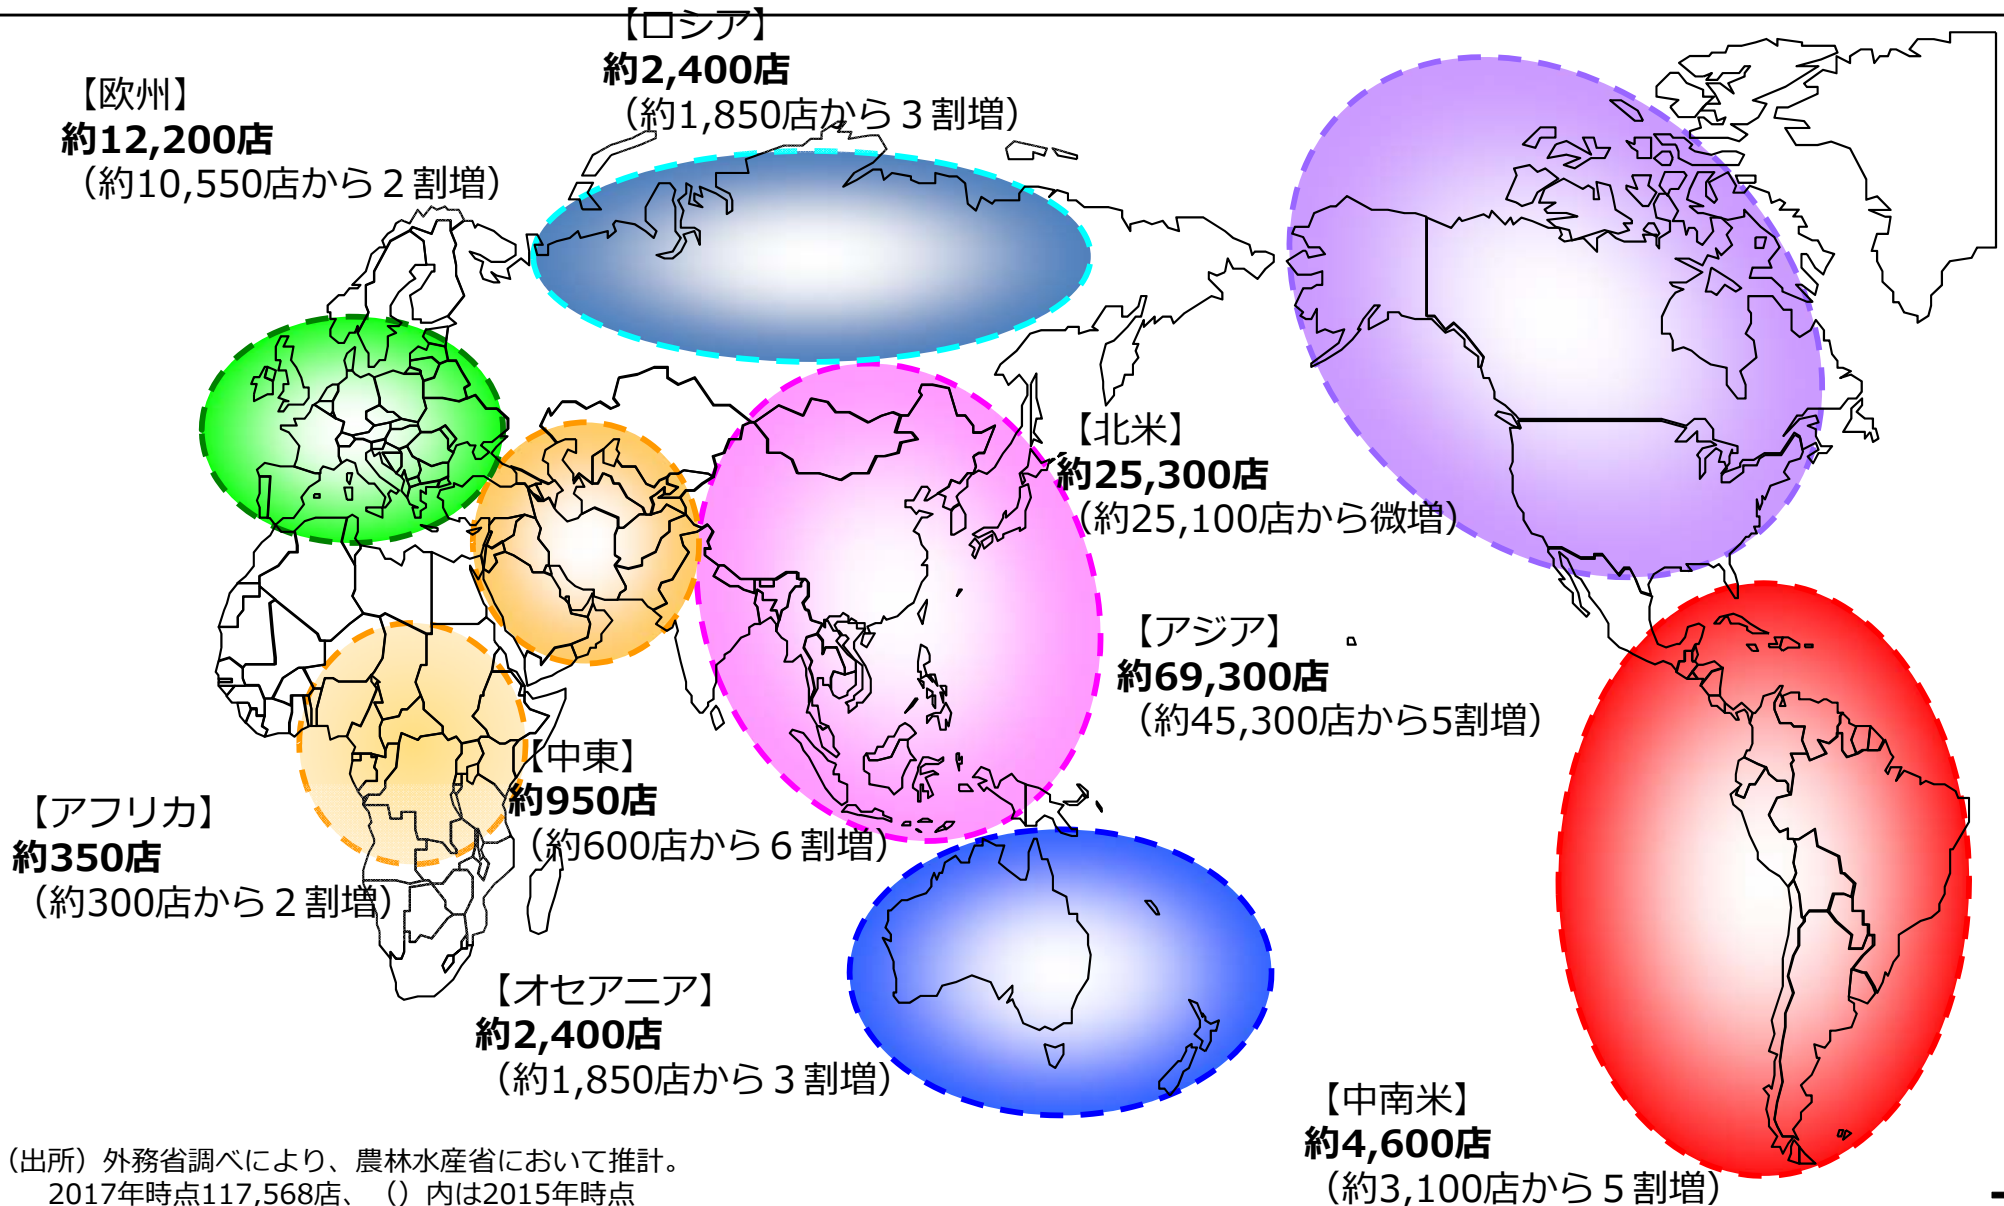 【ロシア】
約2,400店
（約1,850店から３割増）
【欧州】
約12,200店
（約10,550店から２割増）
【北米】
約25,300店
（約25,100店から微増）
【アジア】
約69,300店
（約45,300店から5割増）
【中東】
約950店
（約600店から６割増）
【アフリカ】
約350店
（約300店から２割増）
【オセアニア】
約2,400店
（約1,850店から３割増）
【中南米】
約4,600店
（約3,100店から５割増）
（出所）外務省調べにより、農林水産省において推計。
2017年時点117,568店、（）内は2015年時点